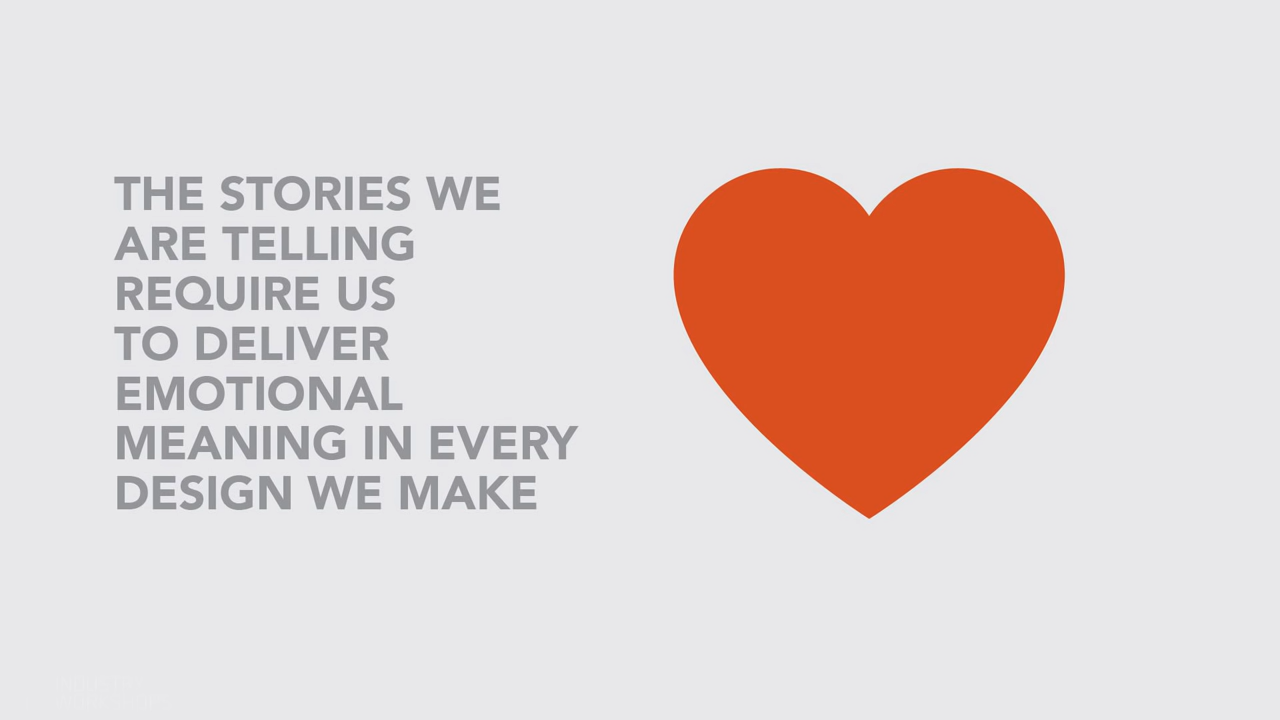 THE STORIES WE
ARE TELLING
REQUIRE US
TO DELIVER
EMOTIONAL
MEANING IN EVERY
DESIGN WE MAKE